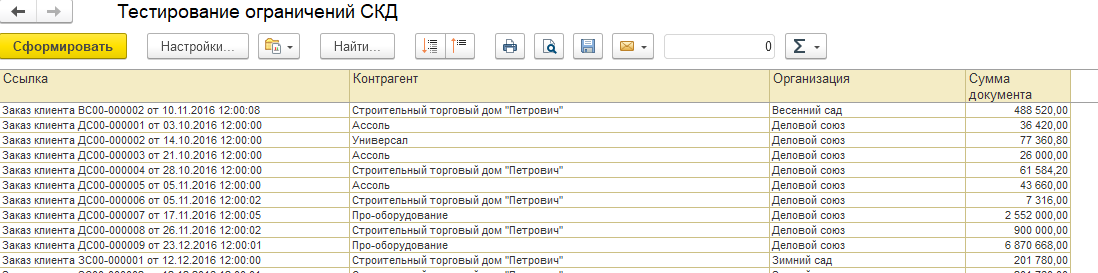 Тестирование ограничений СКД
Сформировать Настройки... Найти... 0 Σ
Ссылка Контрагент Организация Сумма документа
Заказ клиента ВС00-000002 от 10.11.2016 12:00:08 Строительный торговый дом "Петрович" Весенний сад 488 520,00
Заказ клиента ДС00-000001 от 03.10.2016 12:00:00 Ассоль Деловой союз 36 420,00
Заказ клиента ДС00-000002 от 14.10.2016 12:00:00 Универсал Деловой союз 77 360,80
Заказ клиента ДС00-000003 от 21.10.2016 12:00:00 Ассоль Деловой союз 26 000,00
Заказ клиента ДС00-000004 от 28.10.2016 12:00:00 Строительный торговый дом "Петрович" Деловой союз 61 584,20
Заказ клиента ДС00-000005 от 05.11.2016 12:00:00 Ассоль Деловой союз 43 660,00
Заказ клиента ДС00-000006 от 05.11.2016 12:00:02 Строительный торговый дом "Петрович" Деловой союз 7 316,00
Заказ клиента ДС00-000007 от 17.11.2016 12:00:05 Про-оборудование Деловой союз 2 552 000,00
Заказ клиента ДС00-000008 от 26.11.2016 12:00:02 Строительный торговый дом "Петрович" Деловой союз 900 000,00
Заказ клиента ДС00-000009 от 23.12.2016 12:00:01 Про-оборудование Деловой союз 6 870 668,00
Заказ клиента ЗС00-000001 от 12.12.2016 12:00:00 Строительный торговый дом "Петрович" Зимний сад 201 780,00